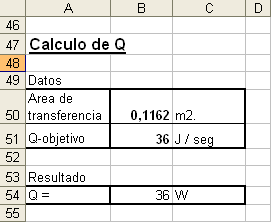 A B C D
46
47 Calculo de Q
48
49 Datos
Area de
50 transferencia 0,1162 m2.
51 Q-objetivo 36 J / seg
52
53 Resultado
54 Q = 36 W
55